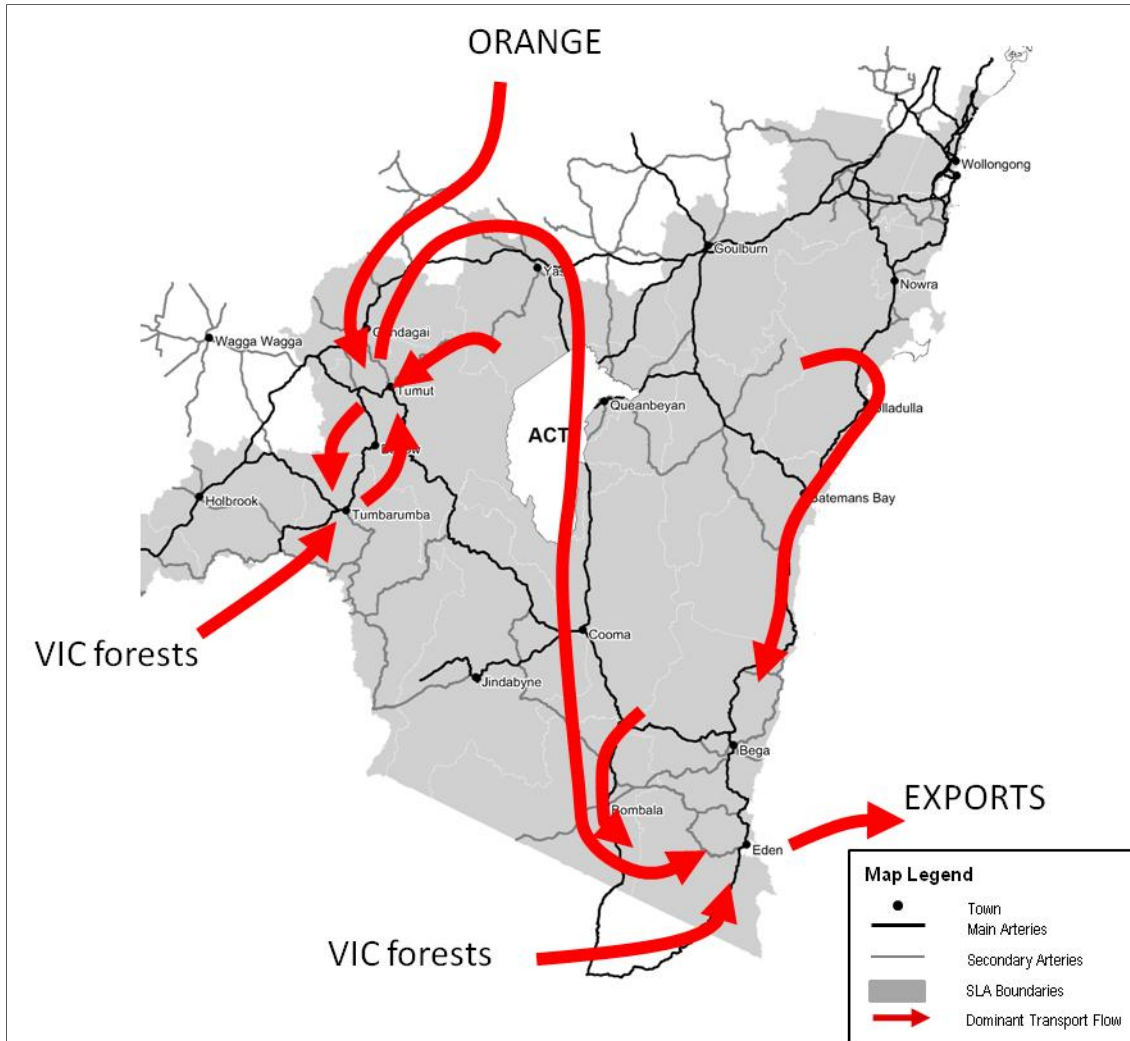 ORANGE
Wollongong
Goulburn
Yas
Nowra
Wagga Wagga
Tumut
Queanbeyan
ACT
Holbrook
Batemans Bay
Tumbarumba
VIC forests
Cooma
Jindabyne
Bega
Bombala
EXPORTS
Eden
VIC forests
Map Legend
Town
Main Arteries
Secondary Arteries
SLA Boundaries
Dominant Transport Flow